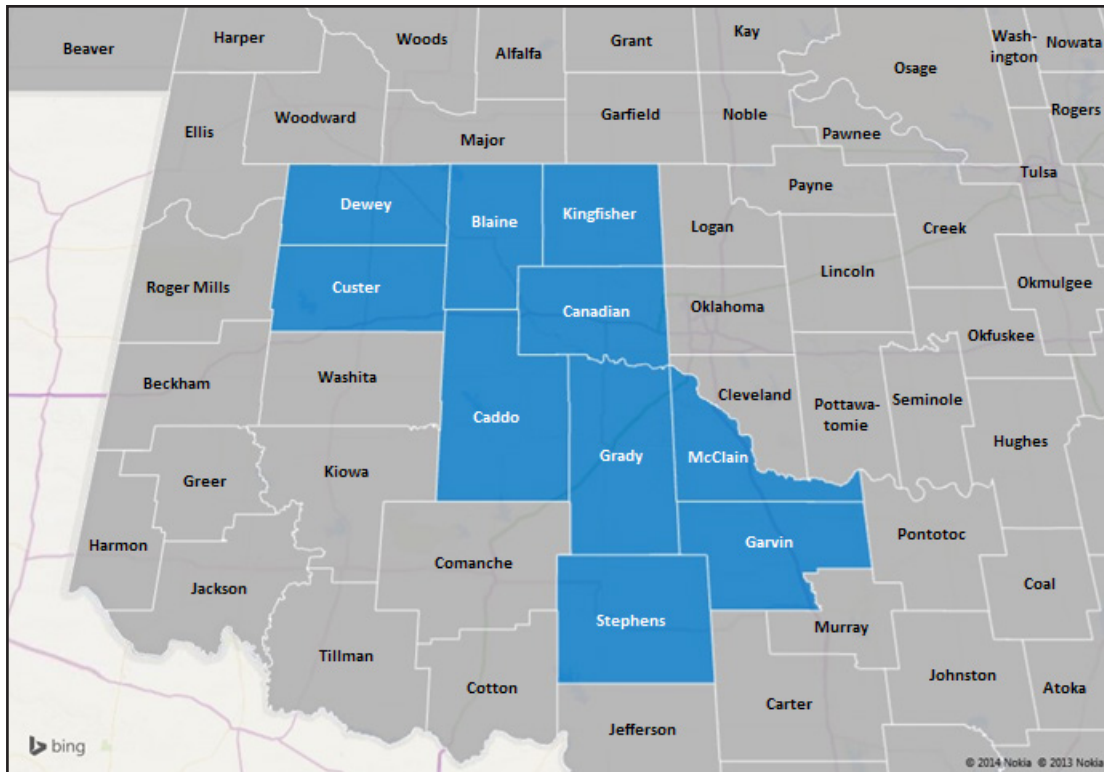 Beaver
Harper
Woods
Alfalfa
Grant
Kay
Osage
Wash-
ington
Nowata
Rogers
Ellis
Woodward
Major
Garfield
Noble
Pawnee
Tulsa
Payne
Dewey
Blaine
Kingfisher
Logan
Creek
Lincoln
Roger Mills
Custer
Canadian
Oklahoma
Okmulgee
Okfuskee
Beckham
Washita
Caddo
Cleveland
Pottawa-
tomie
Seminole
Hughes
Greer
Kiowa
Grady
McClain
Harmon
Jackson
Comanche
Garvin
Pontotoc
Coal
Tillman
Stephens
Murray
Cotton
Johnston
Atoka
Carter
Jefferson
bing
© 2014 Nokia © 2013 Nokia